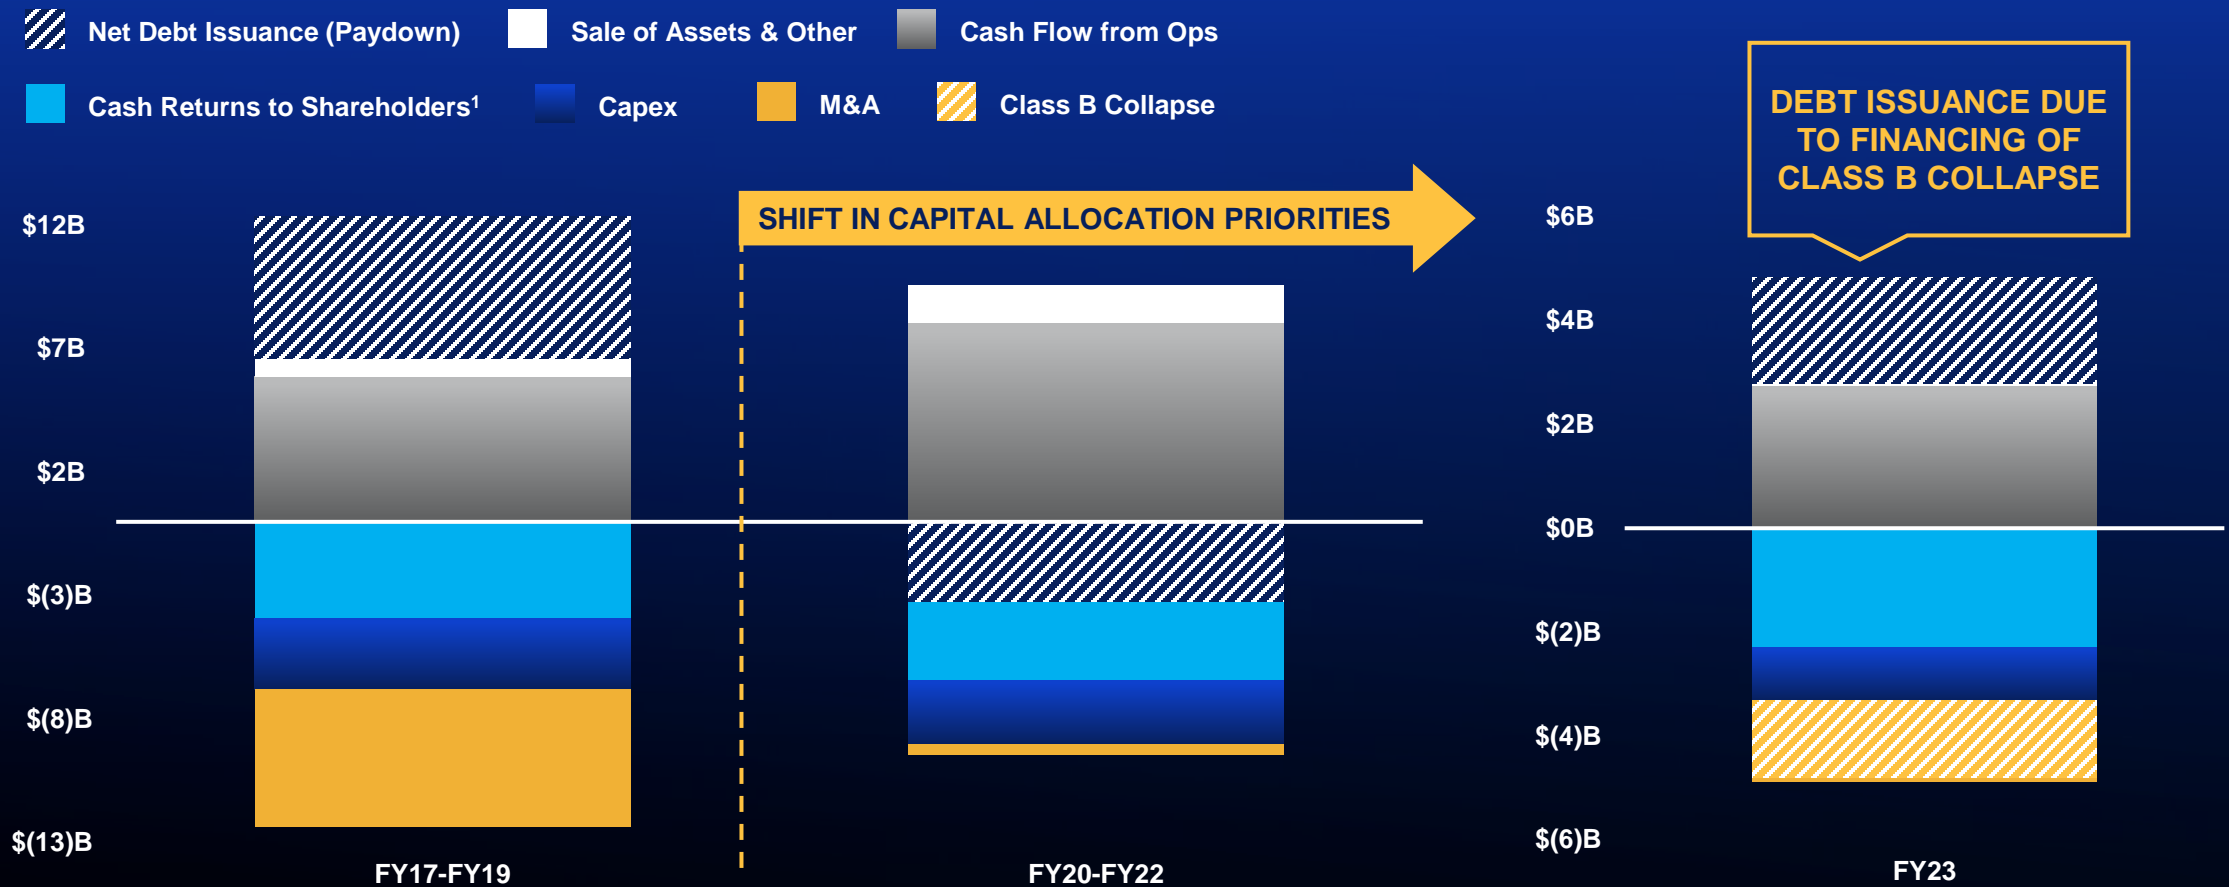 Net Debt Issuance (Paydown)
Sale of Assets & Other
Cash Flow from Ops
Cash Returns to Shareholders¹
Capex
M&A
Class B Collapse
DEBT ISSUANCE DUE
TO FINANCING OF
CLASS B COLLAPSE
SHIFT IN CAPITAL ALLOCATION PRIORITIES
$12B
$7B
$2B
$(3)B
$(8)B
$(13)B
$6B
$4B
$2B
$0B
$(2)B
$(4)B
$(6)B
FY17-FY19
FY20-FY22
FY23